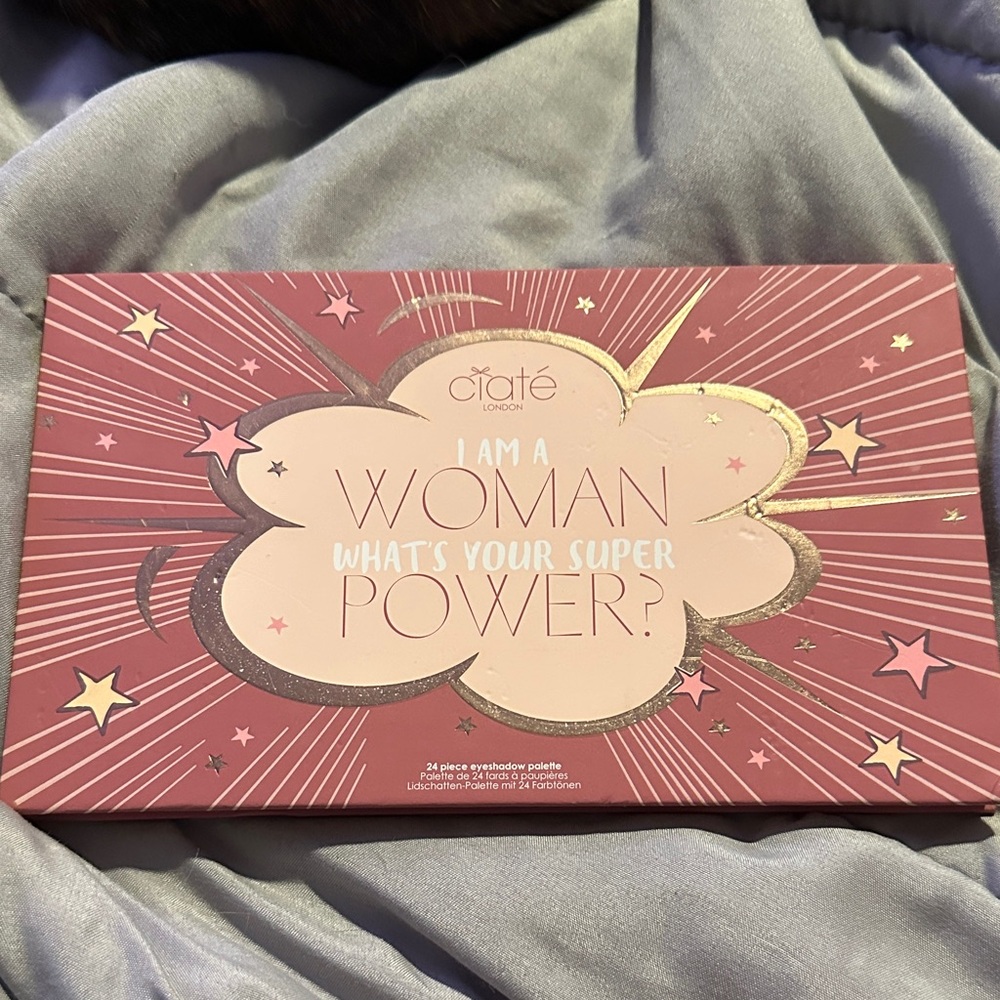 ciaté
LONDON
I AM A
WOMAN
WHAT'S YOUR SUPER
POWER?
24 piece eyeshadow palette
Palette de 24 fards à paupières
Lidschatten-Palette mit 24 Farbtönen